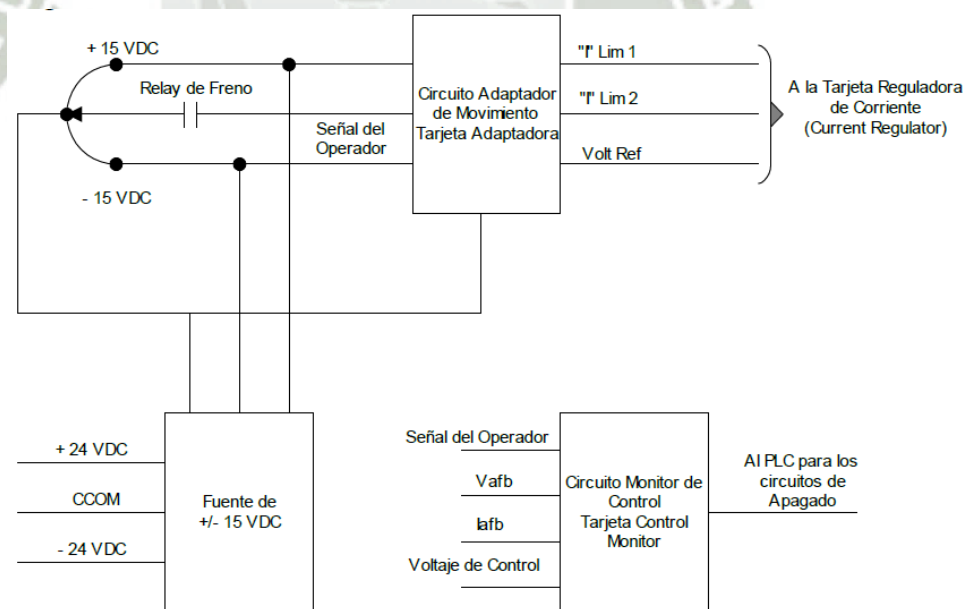 + 15 VDC
Relay de Freno
Señal del
Operador
- 15 VDC
Circuito Adaptador
de Movimiento
Tarjeta Adaptadora
"I" Lim 1
"I" Lim 2
Volt Ref
A la Tarjeta Reguladora
de Corriente
(Current Regulator)
+ 24 VDC
CCOM
- 24 VDC
Fuente de
+/- 15 VDC
Señal del Operador
Vafb
Iafb
Voltaje de Control
Circuito Monitor de
Control
Tarjeta Control
Monitor
Al PLC para los
circuitos de
Apagado